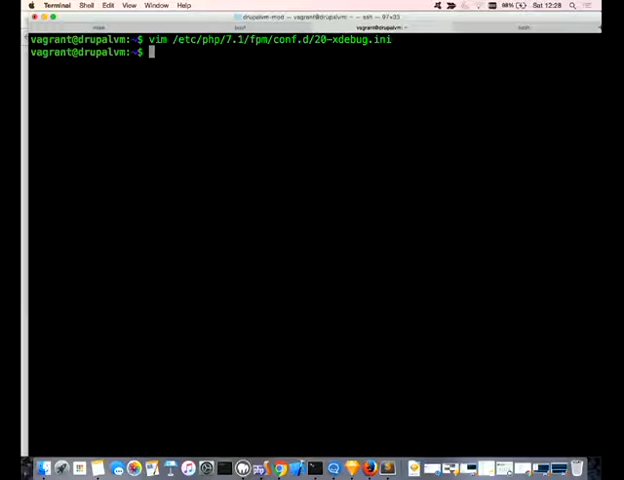 Terminal Shell Edit View Window Help 98% Sat 12:28
drupalvm-mod — vagrant@drupalvm: ~ — ssh — 97×33
vagrant@drupalvm: ~
vagrant@drupalvm:~$ vim /etc/php/7.1/fpm/conf.d/20-xdebug.ini
vagrant@drupalvm:~$